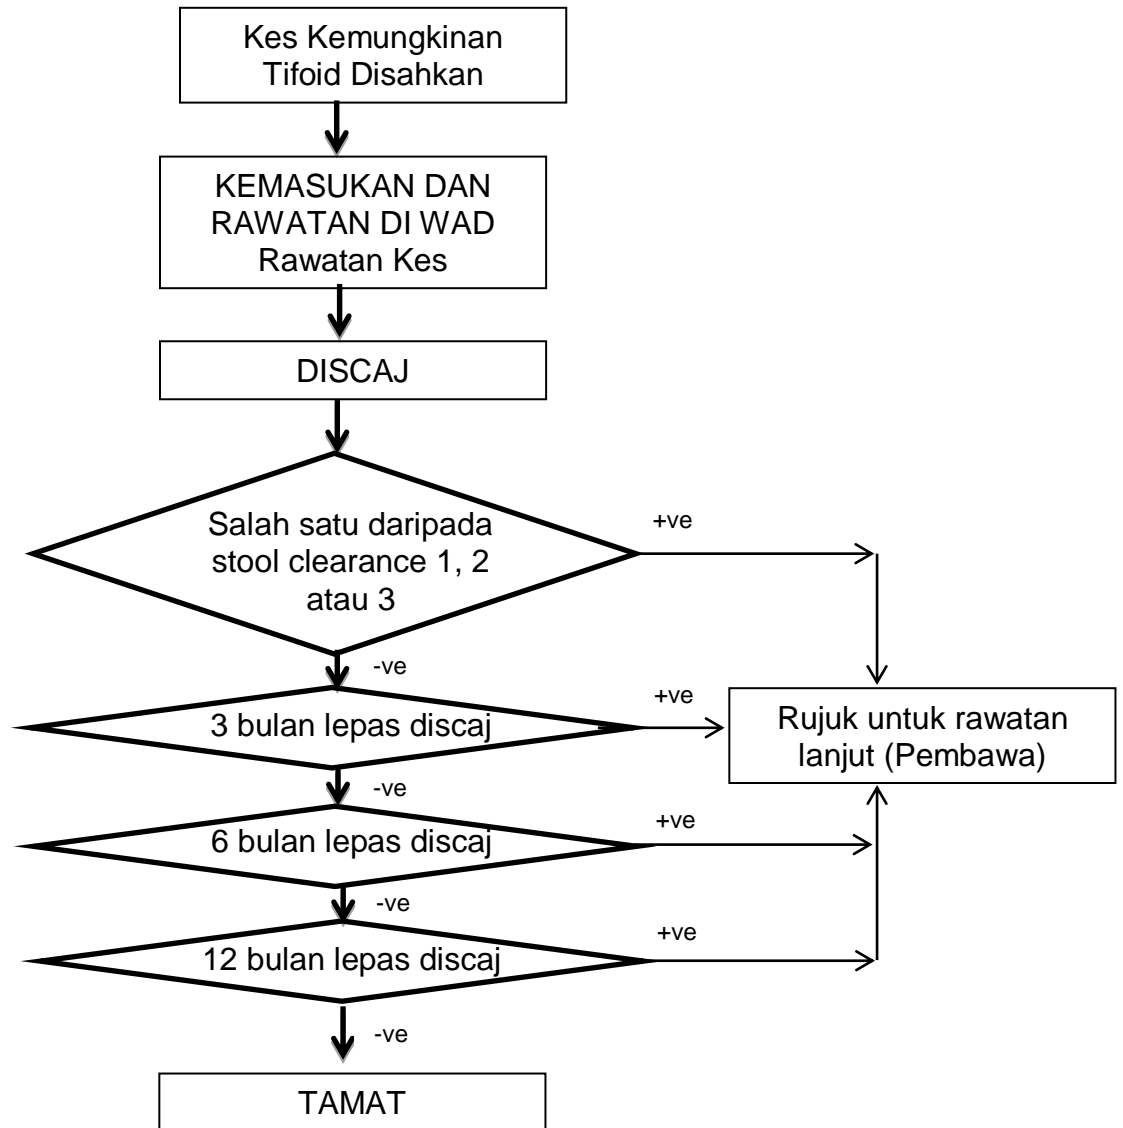 Kes Kemungkinan
Tifoid Disahkan
KEMASUKAN DAN
RAWATAN DI WAD
Rawatan Kes
DISCAJ
Salah satu daripada
stool clearance 1, 2
atau 3
+ve
-ve
3 bulan lepas discaj
+ve
Rujuk untuk rawatan
lanjut (Pembawa)
-ve
6 bulan lepas discaj
+ve
-ve
12 bulan lepas discaj
+ve
-ve
TAMAT